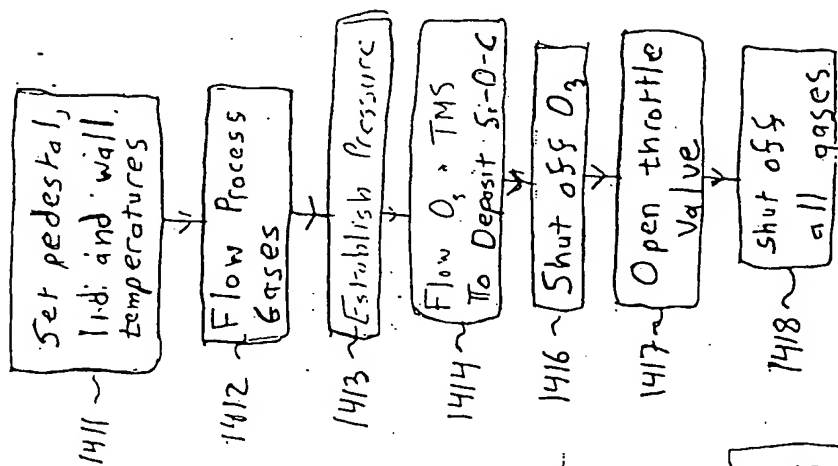 Set pedestal,
lid and wall
temperatures
1411
Flow Process
Gases
1412
Establish Pressure
1413
Flow O₃ + TMS
To Deposit Si-O-C
1414
Shut off O₃
1416
Open throttle
Valve
1417
Shut off
all gases
1418